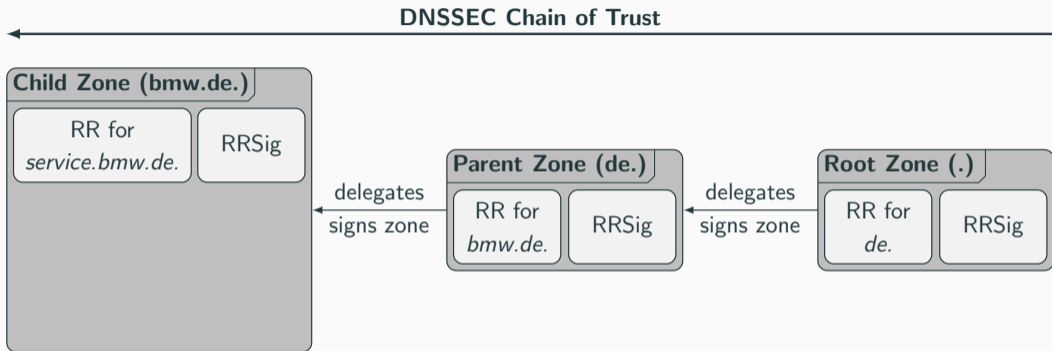 DNSSEC Chain of Trust
Child Zone (bmw.de.)
RR for
service.bmw.de.
RRSig
delegates
signs zone
Parent Zone (de.)
RR for
bmw.de.
RRSig
delegates
signs zone
Root Zone (.)
RR for
de.
RRSig